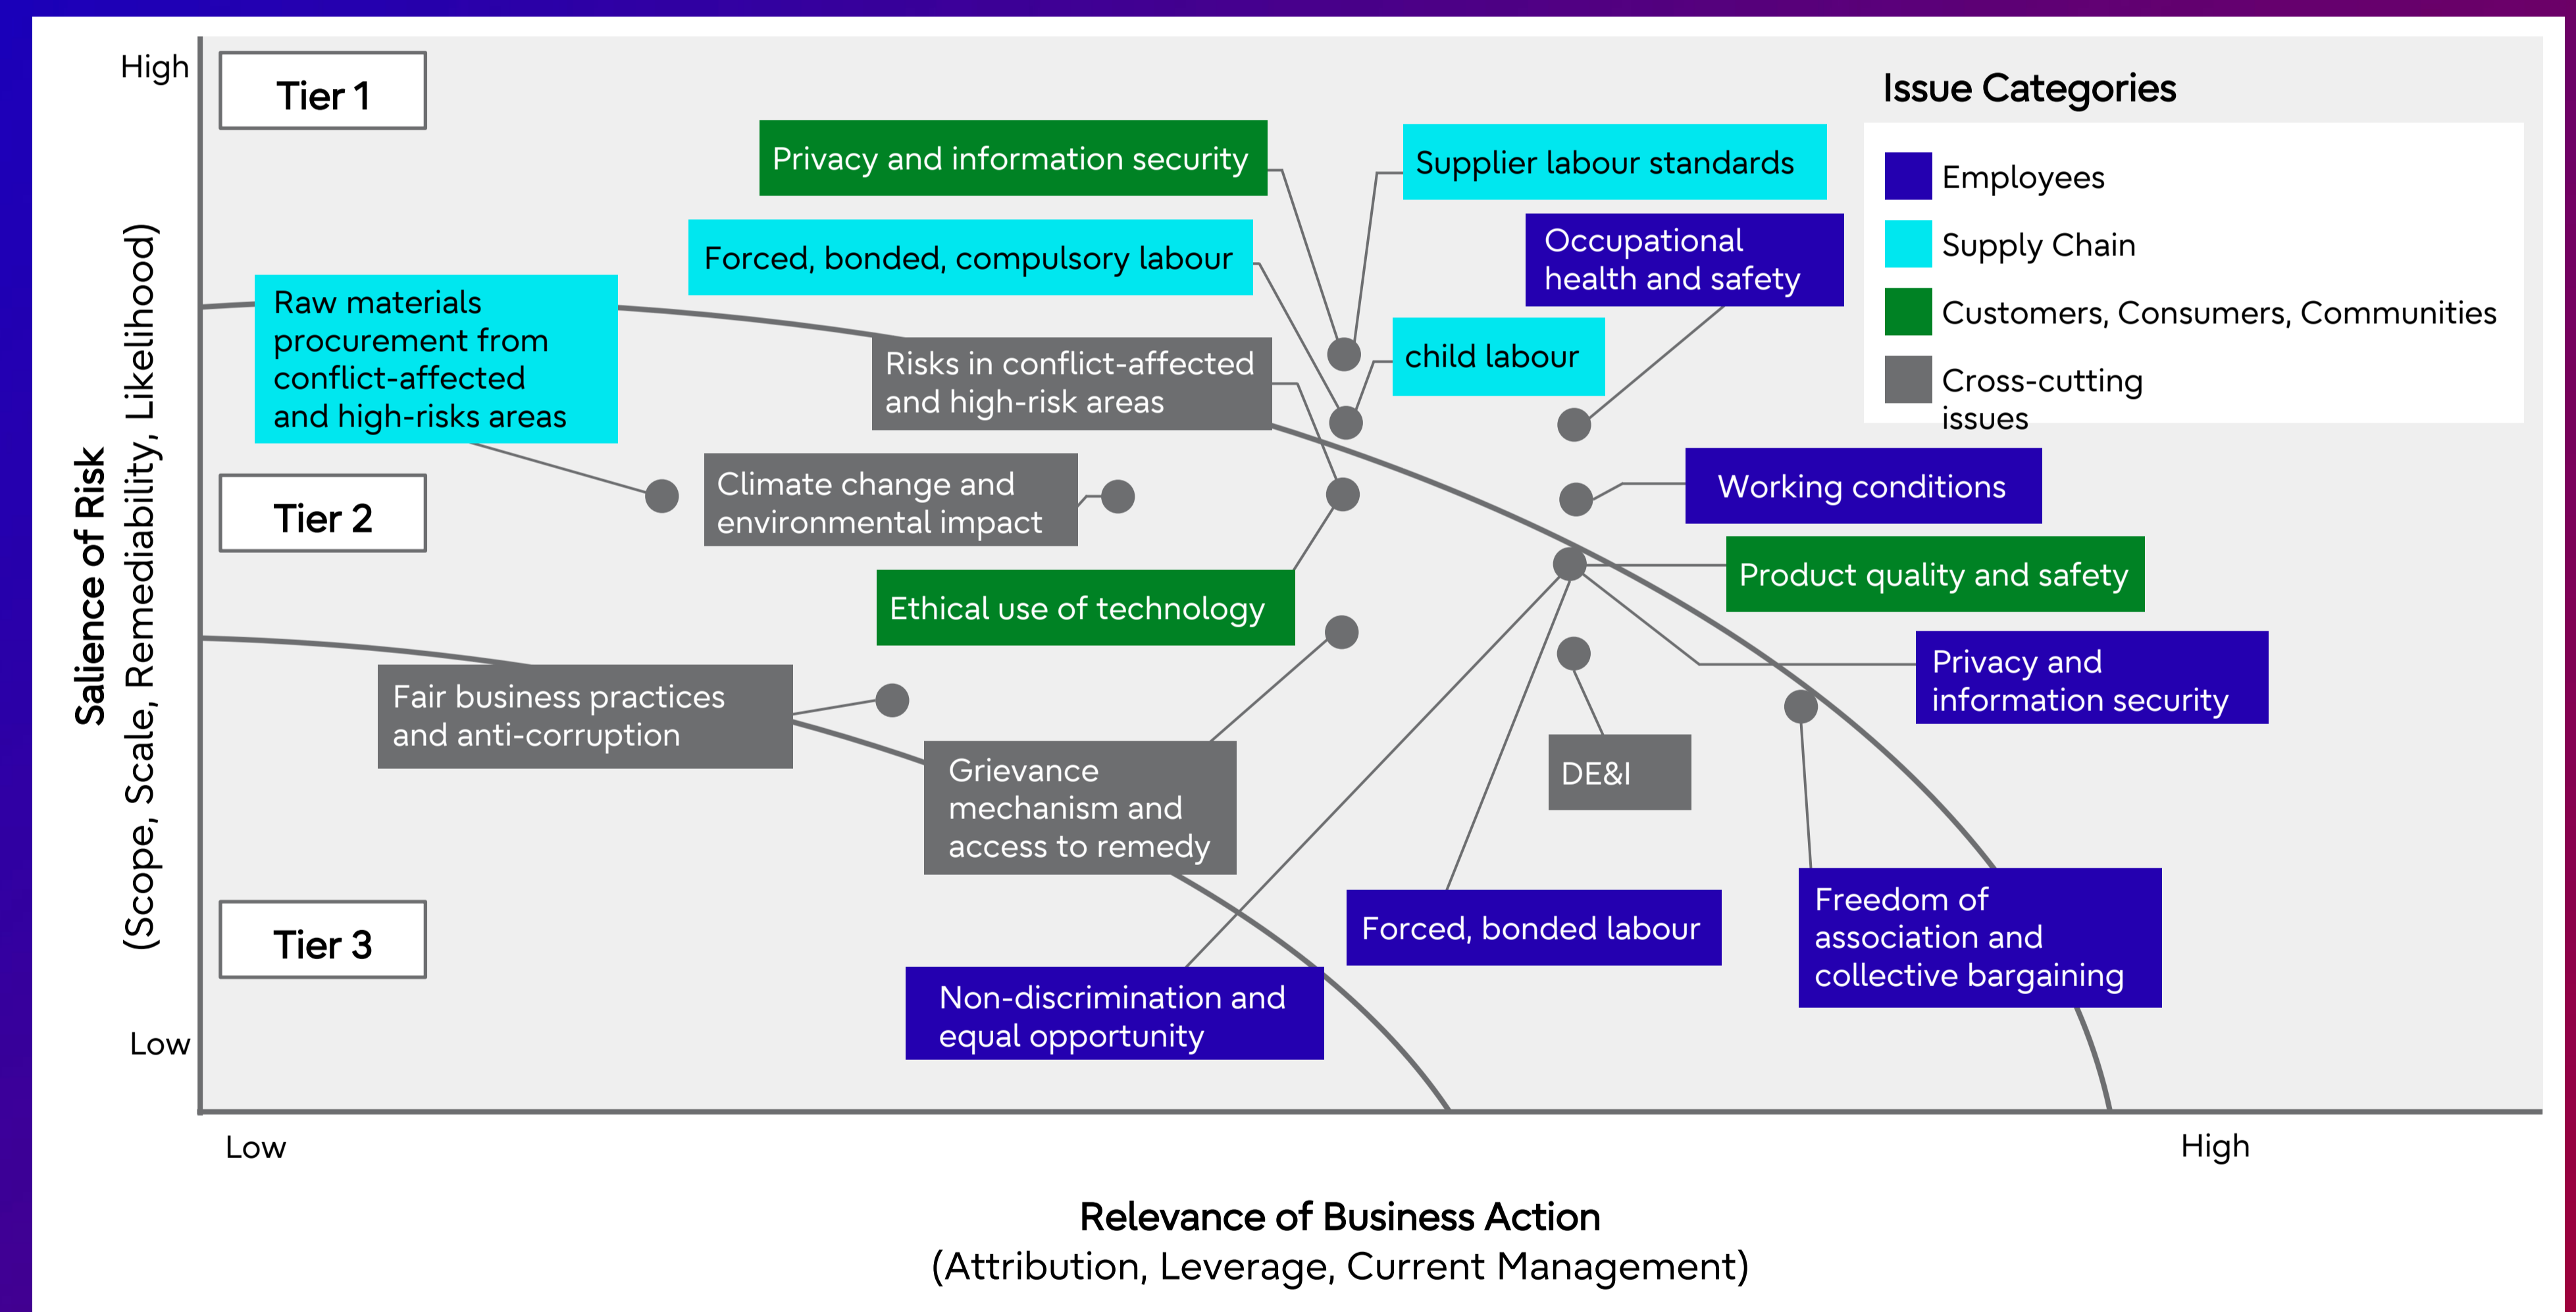 High
Tier 1
Issue Categories
Employees
Supply Chain
Customers, Consumers, Communities
Cross-cutting
issues
Privacy and information security
Supplier labour standards
Forced, bonded, compulsory labour
Occupational
health and safety
Raw materials
procurement from
conflict-affected
and high-risks areas
Risks in conflict-affected
and high-risk areas
child labour
Tier 2
Climate change and
environmental impact
Working conditions
Ethical use of technology
Product quality and safety
Privacy and
information security
Fair business practices
and anti-corruption
Grievance
mechanism and
access to remedy
DE&I
Tier 3
Forced, bonded labour
Freedom of
association and
collective bargaining
Non-discrimination and
equal opportunity
Salience of Risk
(Scope, Scale, Remediability, Likelihood)
Low
Low
High
Relevance of Business Action
(Attribution, Leverage, Current Management)